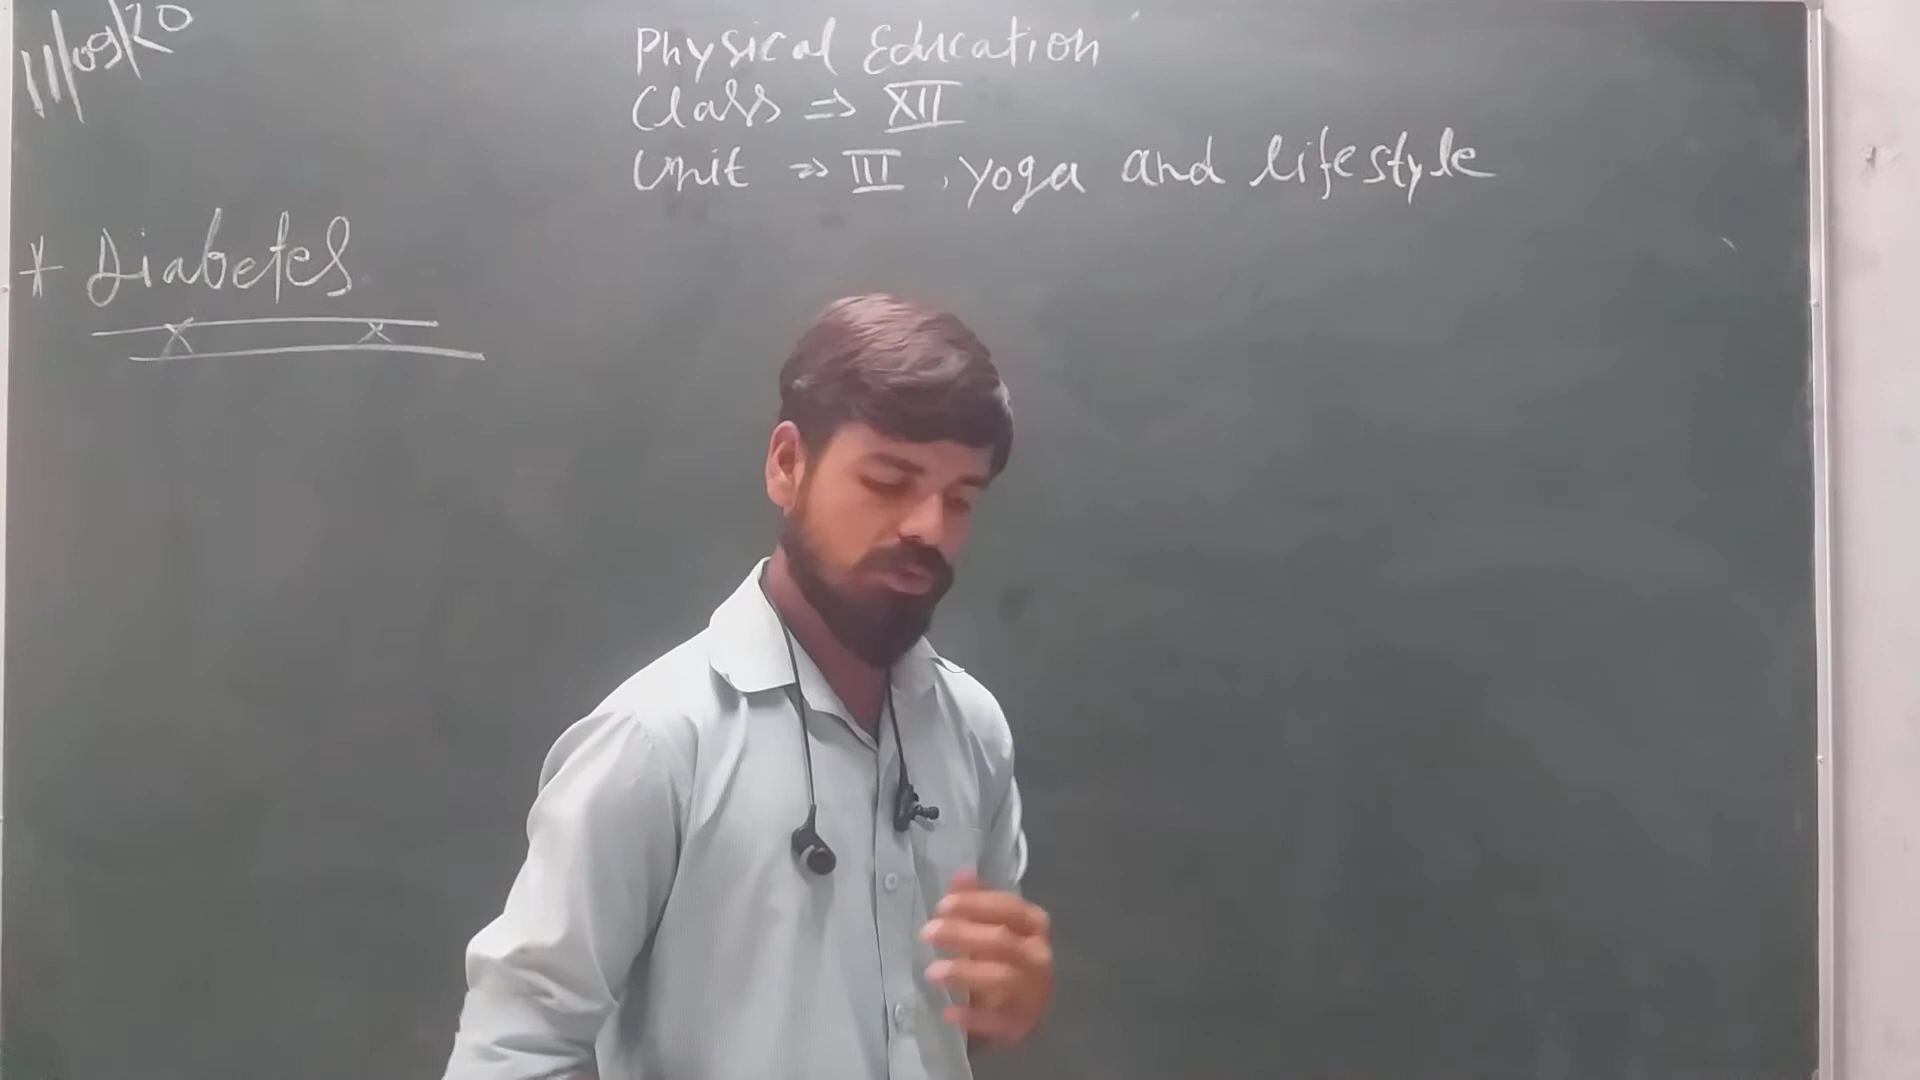 11/09/20
Physical Education
Class ⇒ XII
Unit ⇒ III, yoga and lifestyle
* Diabetes